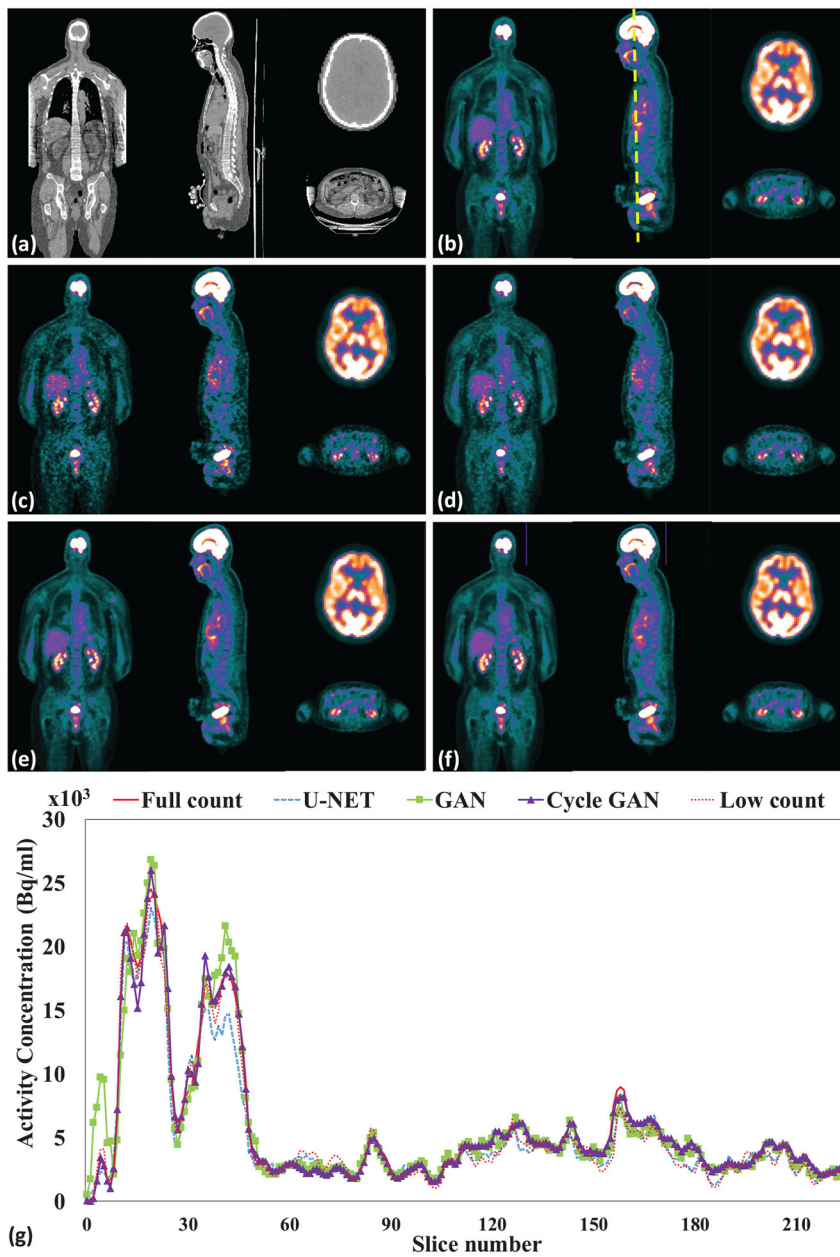 (a)
(b)
(c)
(d)
(e)
(f)
x10³ Full count U-NET GAN Cycle GAN Low count
30
25
20
15
10
5
0
Activity Concentration (Bq/ml)
0 30 60 90 120 150 180 210
Slice number
(g)